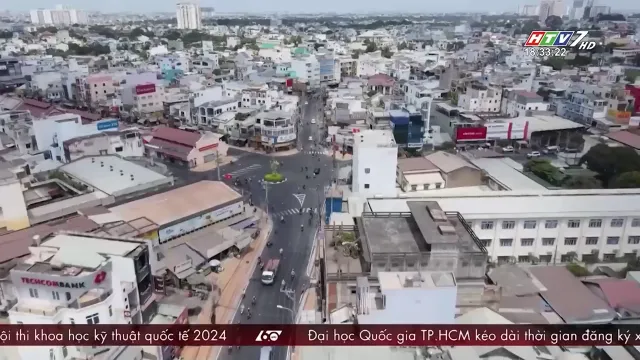 HTV7 HD
18:33:22
TECHCOMBANK
ội thi khoa học kỹ thuật quốc tế 2024 60 Đại học Quốc gia TP.HCM kéo dài thời gian đăng ký